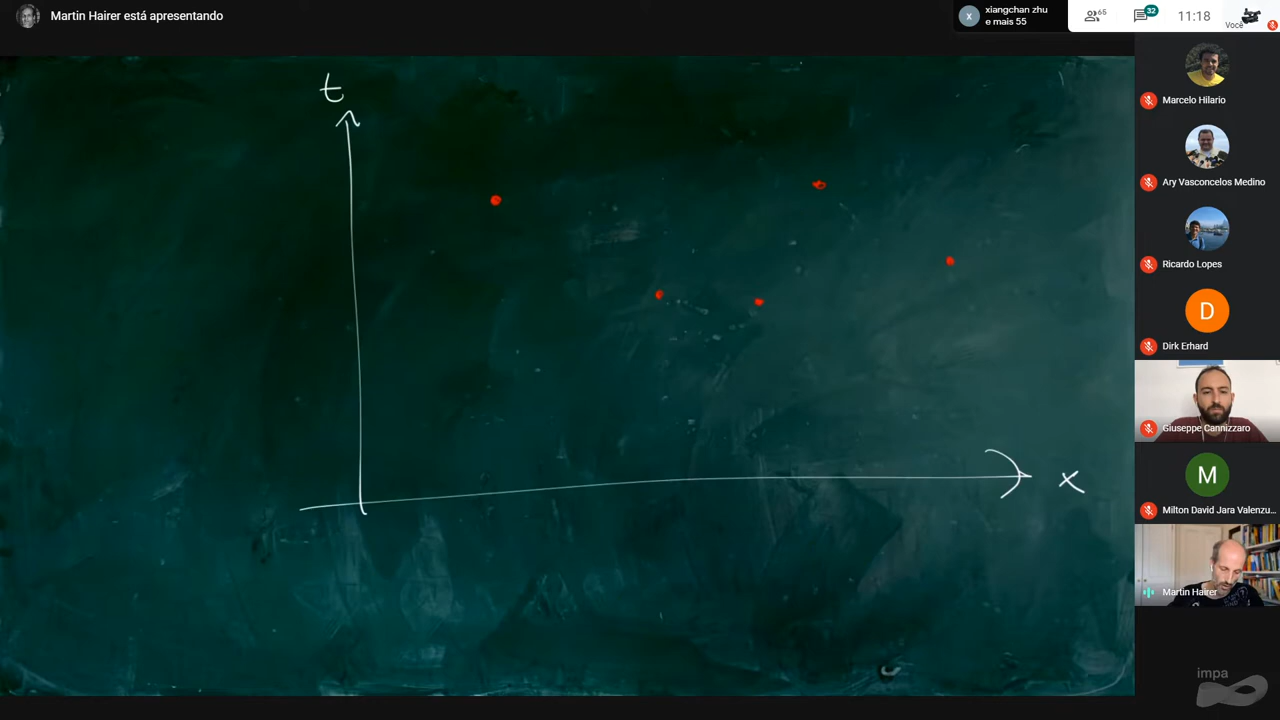 Martin Hairer está apresentando
xiangchan zhu
e mais 55
65
32
11:18
Você
t
x
Marcelo Hilario
Ary Vasconcelos Medino
Ricardo Lopes
D
Dirk Erhard
Giuseppe Cannizzaro
M
Milton David Jara Valenzu...
Martin Hairer
x
impa